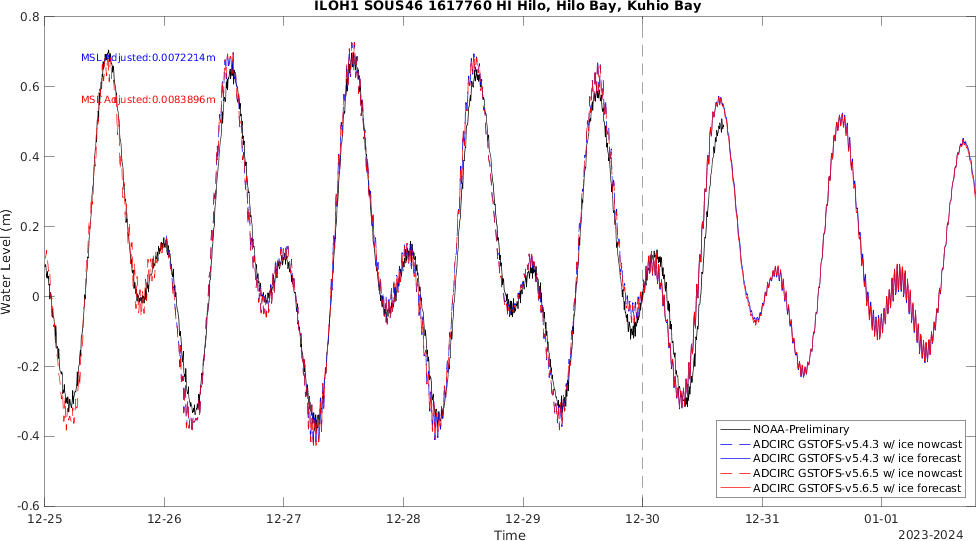 ILOH1 SOUS46 1617760 HI Hilo, Hilo Bay, Kuhio Bay
0.8
MSL Adjusted:0.0072214m
0.6
MSL Adjusted:0.0083896m
0.4
0.2
0
-0.2
-0.4
-0.6
Water Level (m)
NOAA-Preliminary
ADCIRC GSTOFS-v5.4.3 w/ ice nowcast
ADCIRC GSTOFS-v5.4.3 w/ ice forecast
ADCIRC GSTOFS-v5.6.5 w/ ice nowcast
ADCIRC GSTOFS-v5.6.5 w/ ice forecast
12-25 12-26 12-27 12-28 12-29 12-30 12-31 01-01
Time
2023-2024